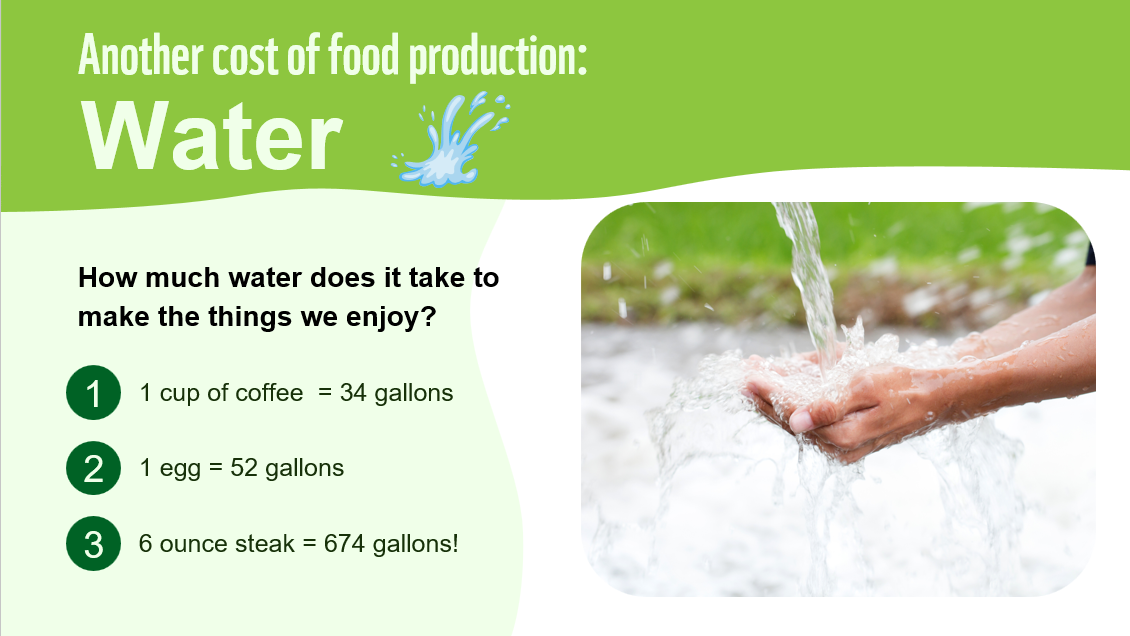 Another cost of food production:
Water
How much water does it take to
make the things we enjoy?
1 1 cup of coffee  = 34 gallons
2 1 egg = 52 gallons
3 6 ounce steak = 674 gallons!